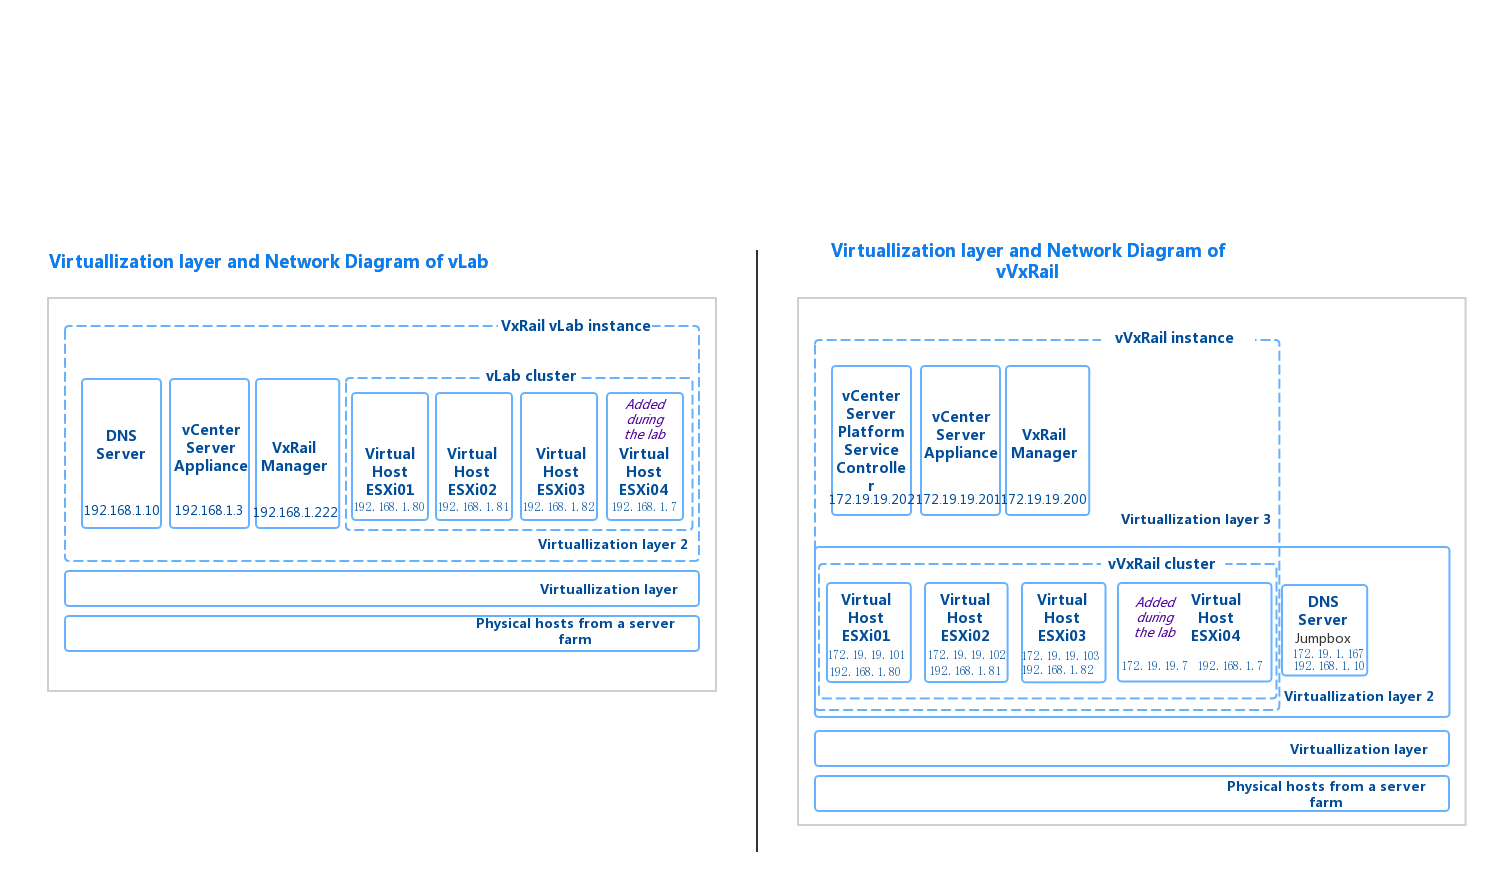 Virtuallization layer and Network Diagram of vLab
VxRail vLab instance
vLab cluster
DNS
Server
192.168.1.10
vCenter
Server
Appliance
192.168.1.3
VxRail
Manager
192.168.1.222
Virtual
Host
ESXi01
192.168.1.80
Virtual
Host
ESXi02
192.168.1.81
Virtual
Host
ESXi03
192.168.1.82
Added
during
the lab
Virtual
Host
ESXi04
192.168.1.7
Virtuallization layer 2
Virtuallization layer
Physical hosts from a server
farm
Virtuallization layer and Network Diagram of
vVxRail
vVxRail instance
vCenter
Server
Platform
Service
Controlle
r
172.19.19.202
vCenter
Server
Appliance
172.19.19.201
VxRail
Manager
172.19.19.200
Virtuallization layer 3
vVxRail cluster
Virtual
Host
ESXi01
172.19.19.101
192.168.1.80
Virtual
Host
ESXi02
172.19.19.102
192.168.1.81
Virtual
Host
ESXi03
172.19.19.103
192.168.1.82
Added
during
the lab
Virtual
Host
ESXi04
172.19.19.7 192.168.1.7
DNS
Server
Jumpbox
172.19.1.167
192.168.1.10
Virtuallization layer 2
Virtuallization layer
Physical hosts from a server
farm